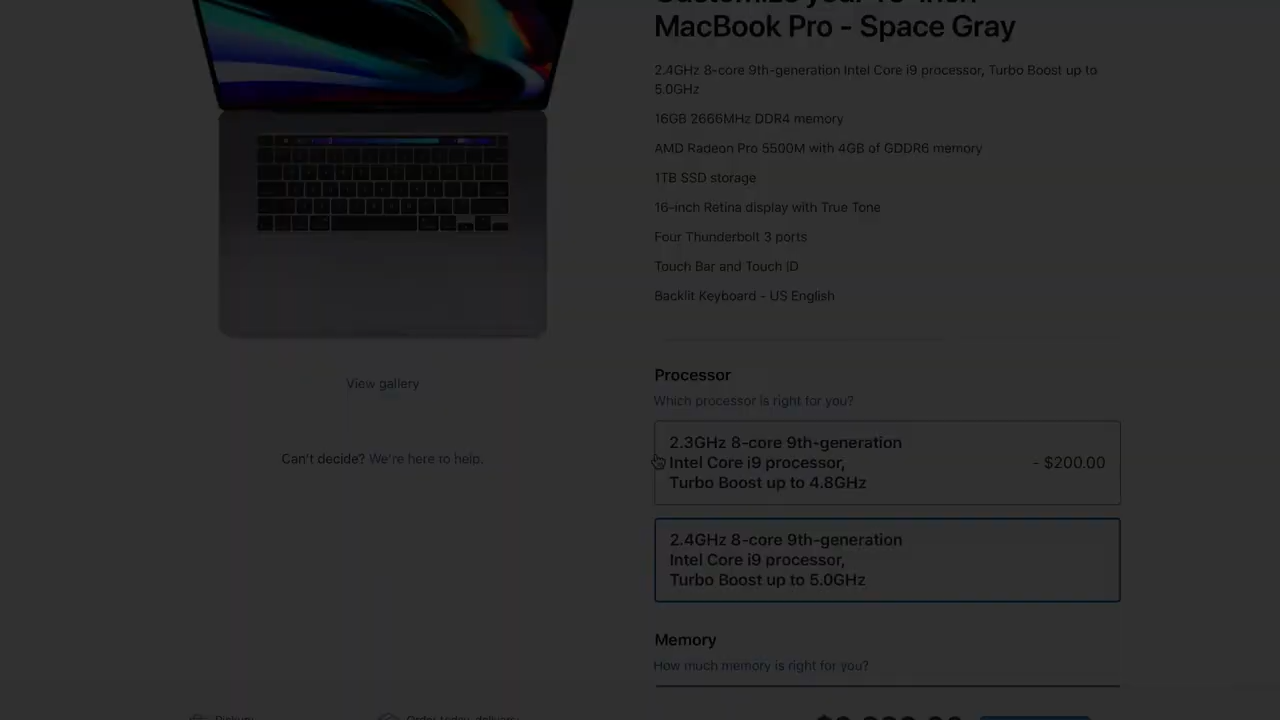 MacBook Pro - Space Gray
2.4GHz 8-core 9th-generation Intel Core i9 processor, Turbo Boost up to
5.0GHz
16GB 2666MHz DDR4 memory
AMD Radeon Pro 5500M with 4GB of GDDR6 memory
1TB SSD storage
16-inch Retina display with True Tone
Four Thunderbolt 3 ports
Touch Bar and Touch ID
Backlit Keyboard - US English
View gallery
Can't decide? We're here to help.
Processor
Which processor is right for you?
2.3GHz 8-core 9th-generation
Intel Core i9 processor,
Turbo Boost up to 4.8GHz
- $200.00
2.4GHz 8-core 9th-generation
Intel Core i9 processor,
Turbo Boost up to 5.0GHz
Memory
How much memory is right for you?